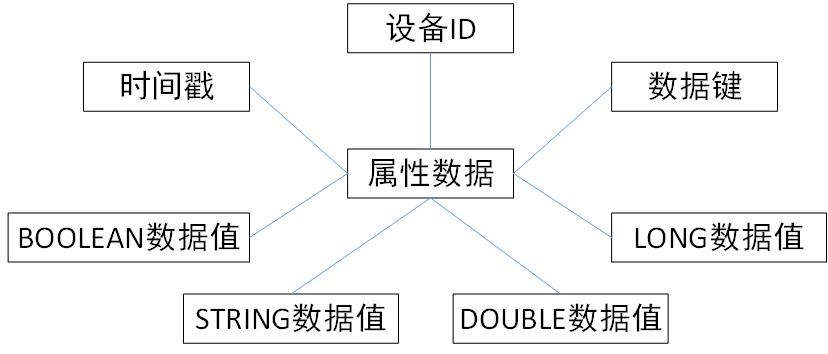 设备ID
时间戳
数据键
属性数据
BOOLEAN数据值
LONG数据值
STRING数据值
DOUBLE数据值